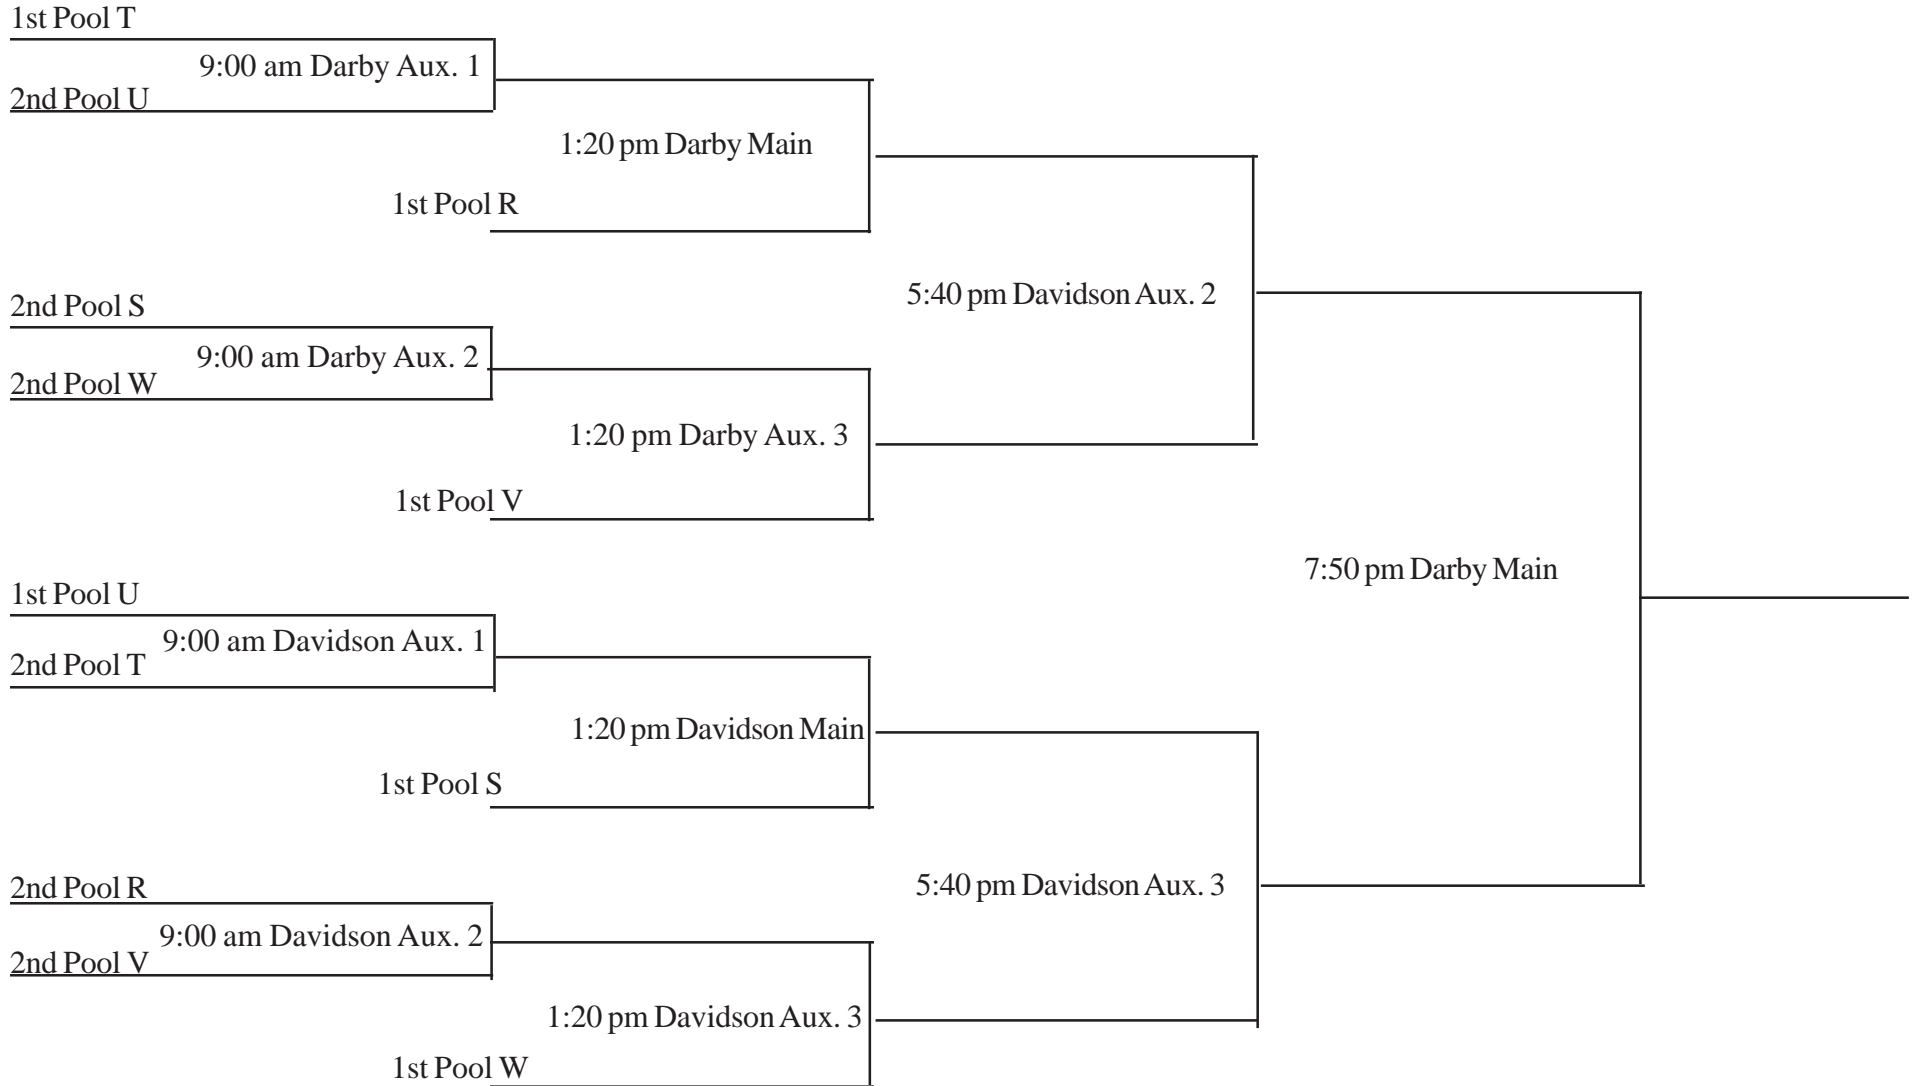 1st Pool T
9:00 am Darby Aux. 1
2nd Pool U
1:20 pm Darby Main
1st Pool R
5:40 pm Davidson Aux. 2
2nd Pool S
9:00 am Darby Aux. 2
2nd Pool W
1:20 pm Darby Aux. 3
1st Pool V
7:50 pm Darby Main
1st Pool U
9:00 am Davidson Aux. 1
2nd Pool T
1:20 pm Davidson Main
1st Pool S
5:40 pm Davidson Aux. 3
2nd Pool R
9:00 am Davidson Aux. 2
2nd Pool V
1:20 pm Davidson Aux. 3
1st Pool W